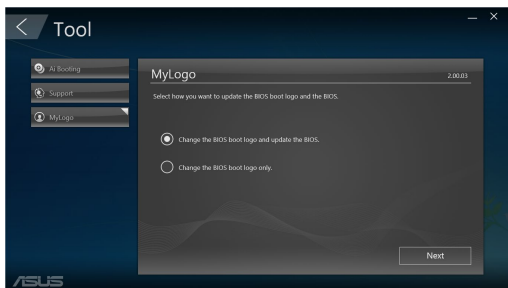 Tool
Ai Booting
Support
MyLogo
MyLogo
2.00.03
Select how you want to update the BIOS boot logo and the BIOS.
Change the BIOS boot logo and update the BIOS.
Change the BIOS boot logo only.
Next
ASUS